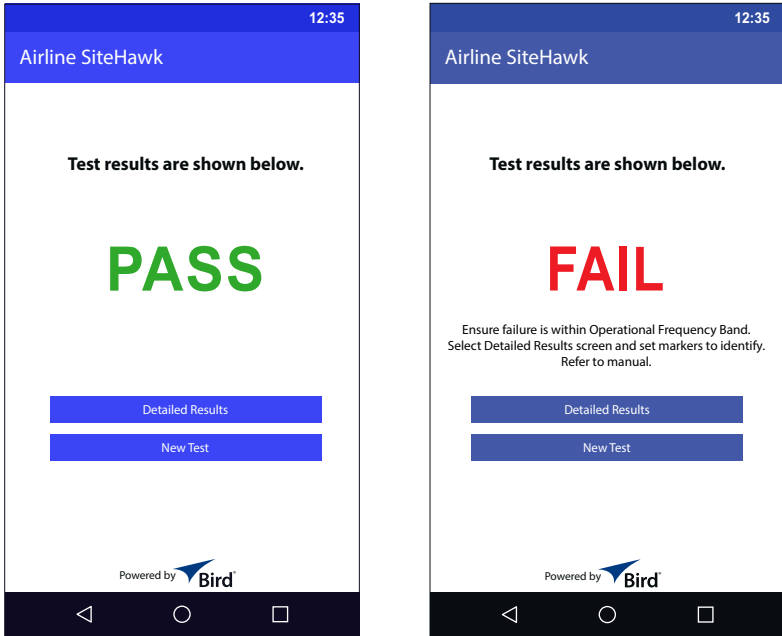 12:35
Airline SiteHawk
Test results are shown below.
PASS
Detailed Results
New Test
Powered by Bird®
12:35
Airline SiteHawk
Test results are shown below.
FAIL
Ensure failure is within Operational Frequency Band.
Select Detailed Results screen and set markers to identify.
Refer to manual.
Detailed Results
New Test
Powered by Bird®